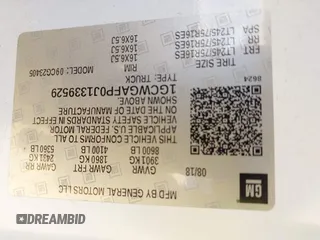 MFD BY GENERAL MOTORS LLC
08/18
GVWR GAWR FRT GAWR RR
3901 KG 1860 KG 2431 KG
8600 LB 4100 LB 5360 LB
THIS VEHICLE CONFORMS TO ALL
APPLICABLE U.S. FEDERAL MOTOR
VEHICLE SAFETY STANDARDS IN EFFECT
ON THE DATE OF MANUFACTURE
SHOWN ABOVE.
1GCWGAFP0J1339529
TYPE: TRUCK
MODEL: 09CG23405
8624
TIRE SIZE RIM
FRT LT245/75R16ES 16X6.5J
RR LT245/75R16ES 16X6.5J
SPA LT245/75R16ES 16X6.5J
GM
DREAMBID